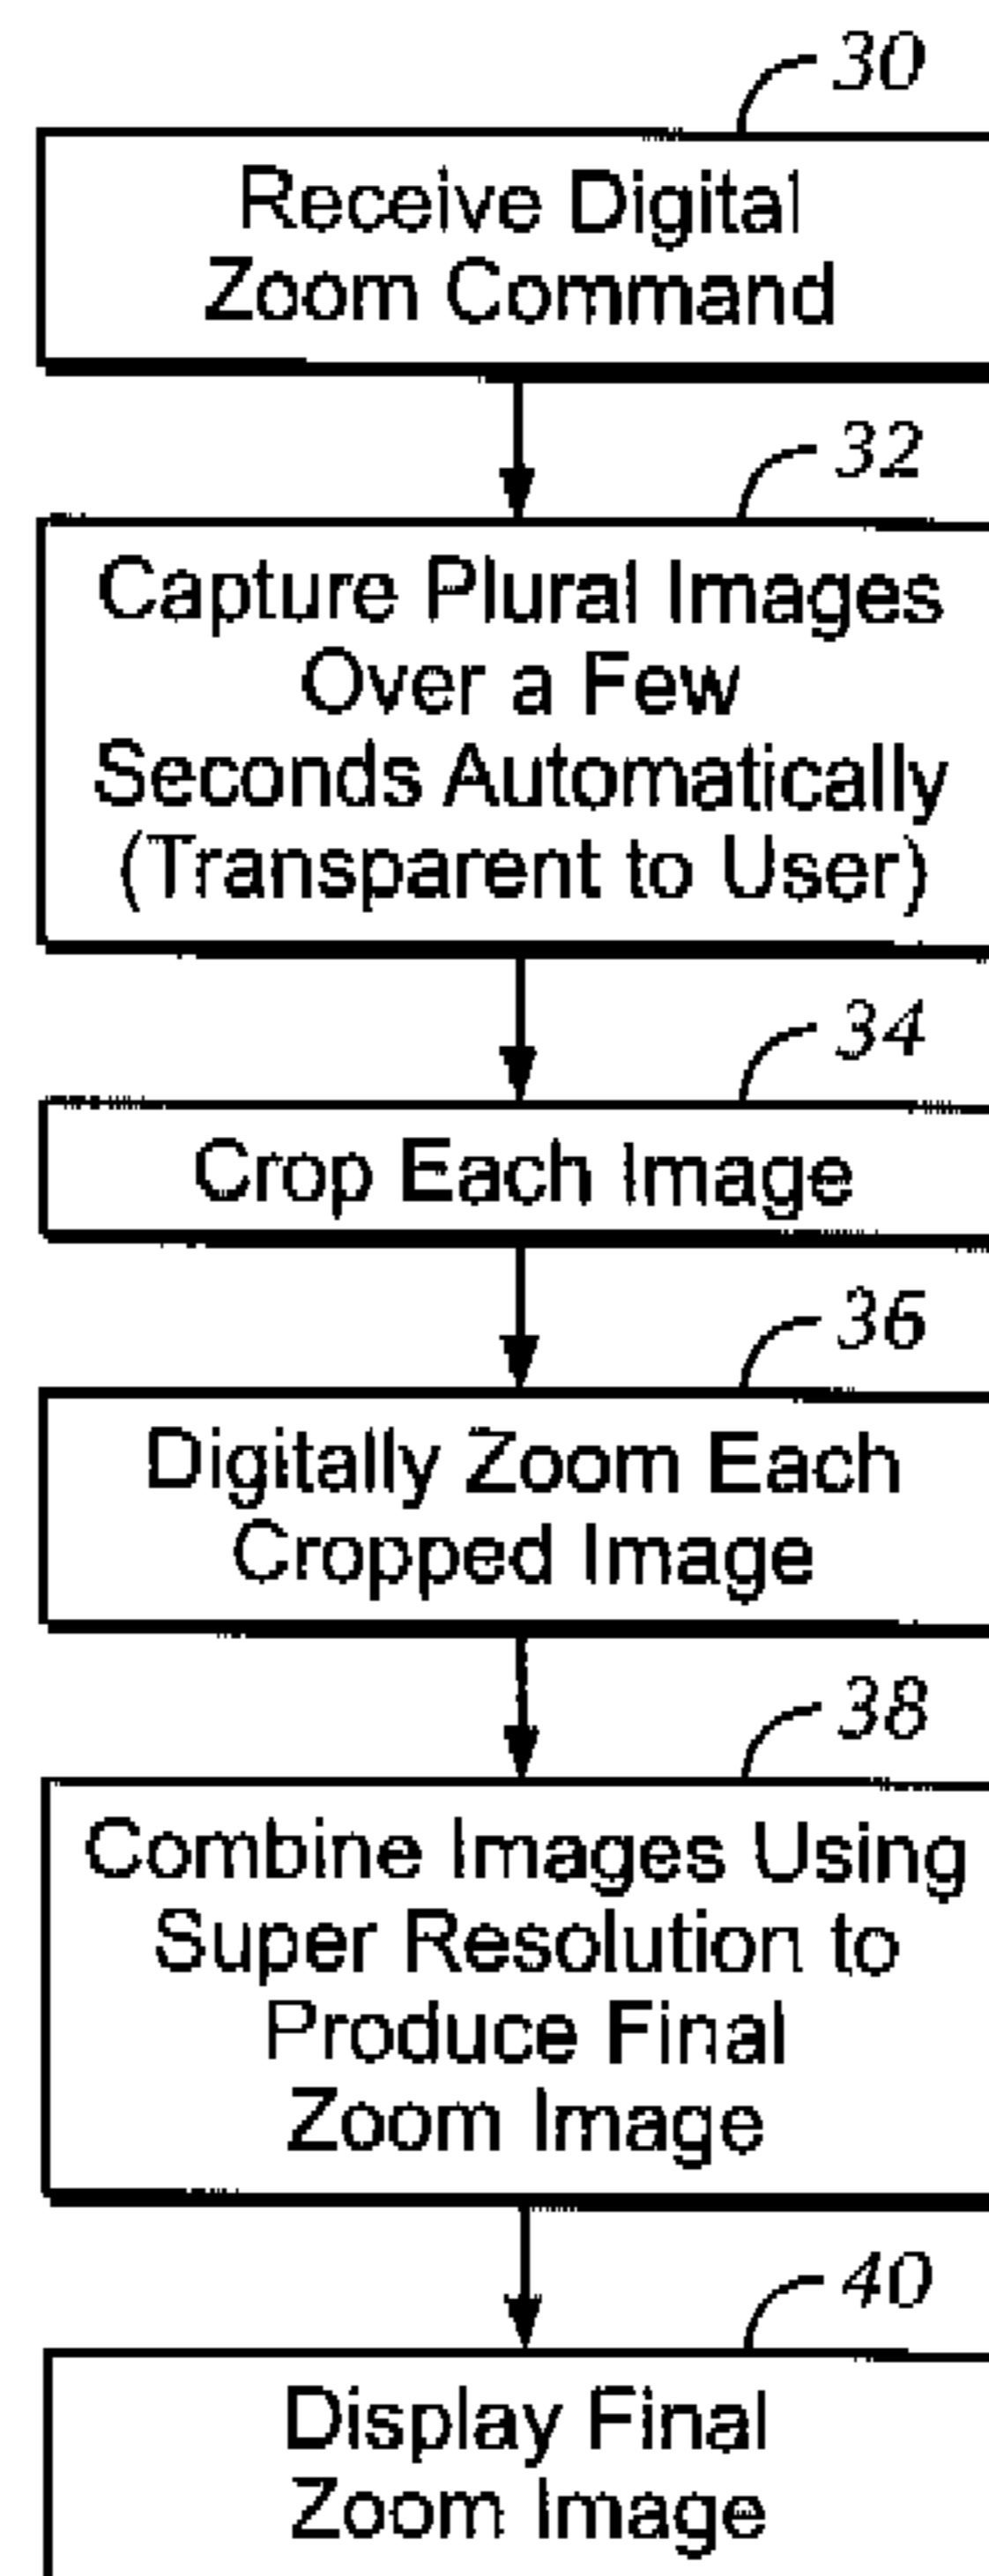 30
Receive Digital
Zoom Command
32
Capture Plural Images
Over a Few
Seconds Automatically
(Transparent to User)
34
Crop Each Image
36
Digitally Zoom Each
Cropped Image
38
Combine Images Using
Super Resolution to
Produce Final
Zoom Image
40
Display Final
Zoom Image